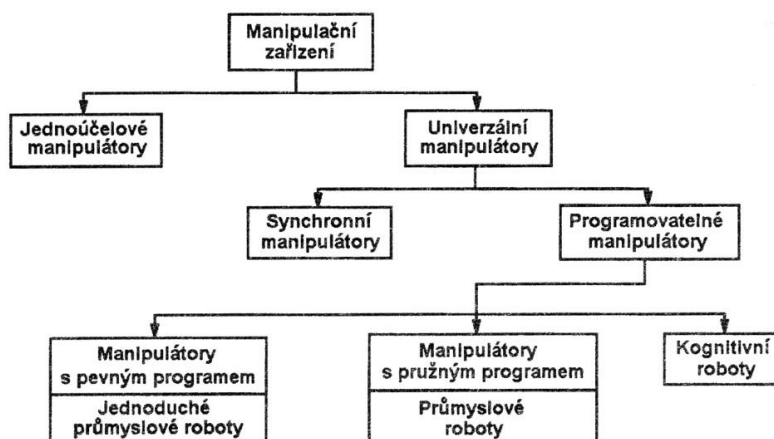 Manipulační
zařízení
Jednoúčelové
manipulátory
Univerzální
manipulátory
Synchronní
manipulátory
Programovatelné
manipulátory
Manipulátory
s pevným programem
Jednoduché
průmyslové roboty
Manipulátory
s pružným programem
Průmyslové
roboty
Kognitivní
roboty